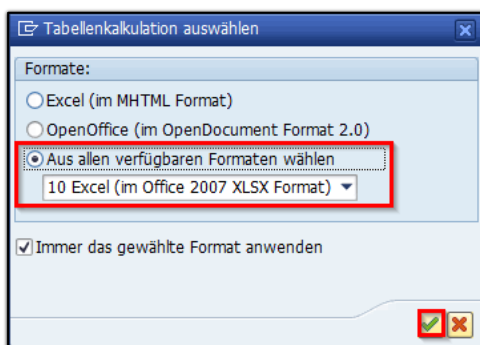 Tabellenkalkulation auswählen
Formate:
Excel (im MHTML Format)
OpenOffice (im OpenDocument Format 2.0)
Aus allen verfügbaren Formaten wählen
10 Excel (im Office 2007 XLSX Format)
Immer das gewählte Format anwenden